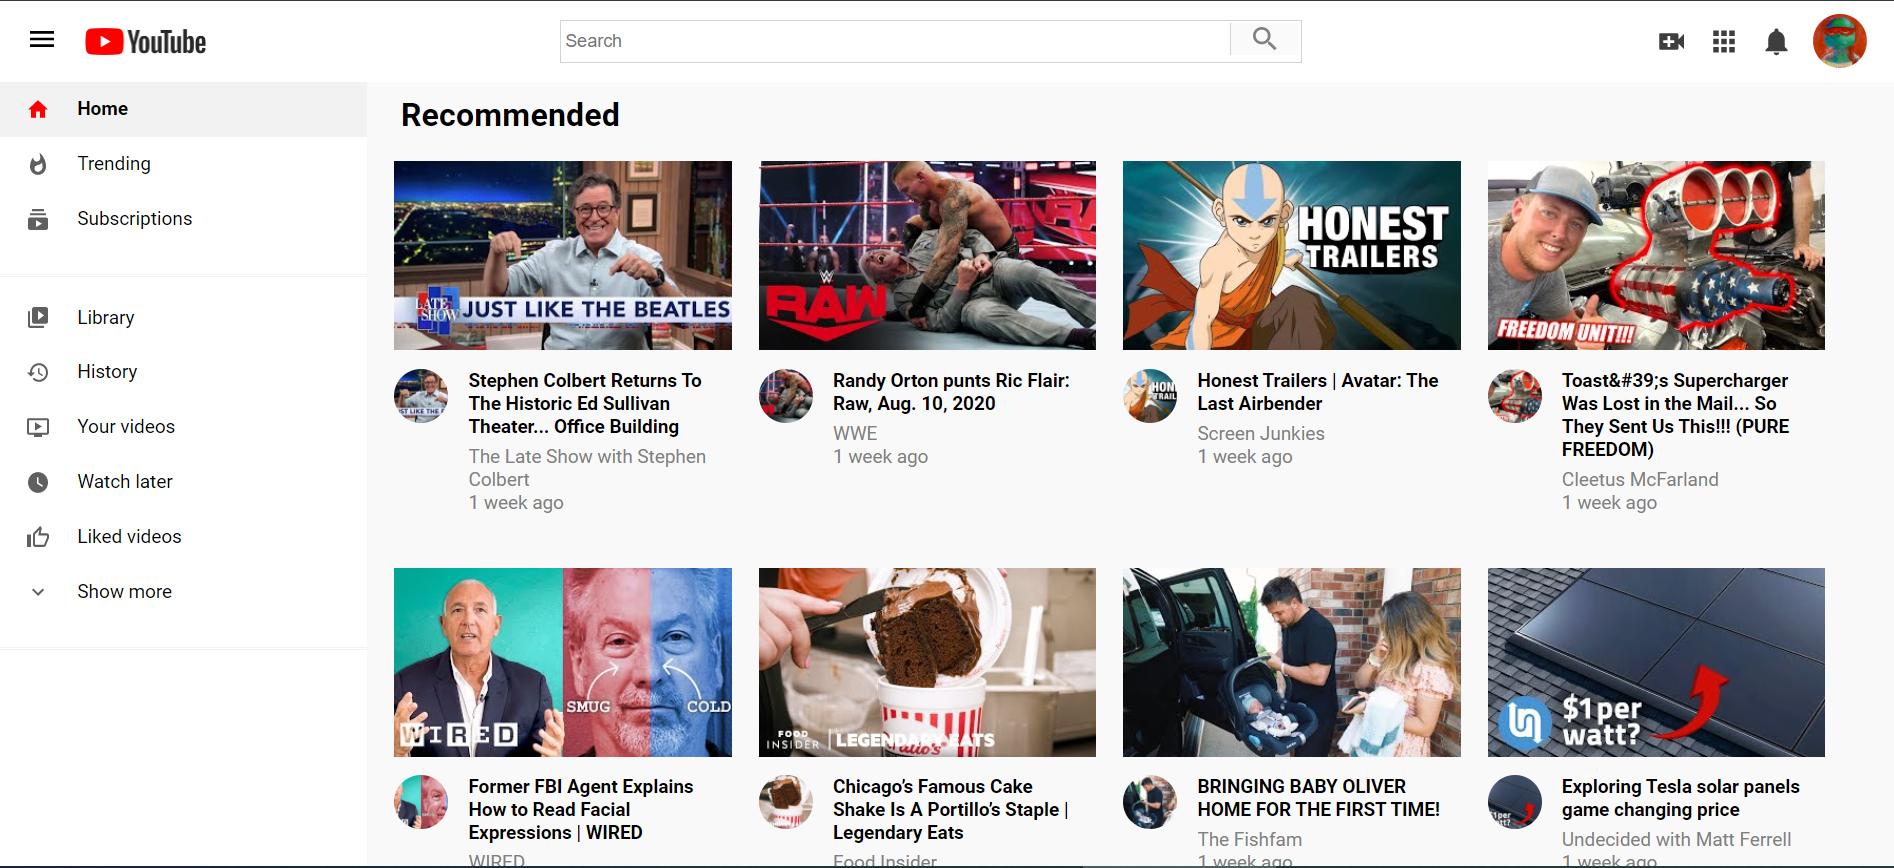 YouTube
Search
Home
Trending
Subscriptions
Library
History
Your videos
Watch later
Liked videos
Show more
Recommended
LATE
SHOW
JUST LIKE THE BEATLES
Stephen Colbert Returns To
The Historic Ed Sullivan
Theater... Office Building
The Late Show with Stephen
Colbert
1 week ago
RAW
Randy Orton punts Ric Flair:
Raw, Aug. 10, 2020
WWE
1 week ago
HONEST
TRAILERS
Honest Trailers | Avatar: The
Last Airbender
Screen Junkies
1 week ago
FREEDOM UNIT!!!
Toast&#39;s Supercharger
Was Lost in the Mail... So
They Sent Us This!!! (PURE
FREEDOM)
Cleetus McFarland
1 week ago
SMUG
COLD
WIRED
Former FBI Agent Explains
How to Read Facial
Expressions | WIRED
WIRED
FOOD
INSIDER
LEGENDARY EATS
Chicago’s Famous Cake
Shake Is A Portillo’s Staple |
Legendary Eats
Food Insider
BRINGING BABY OLIVER
HOME FOR THE FIRST TIME!
The Fishfam
1 week ago
$1 per
watt?
Exploring Tesla solar panels
game changing price
Undecided with Matt Ferrell
1 week ago